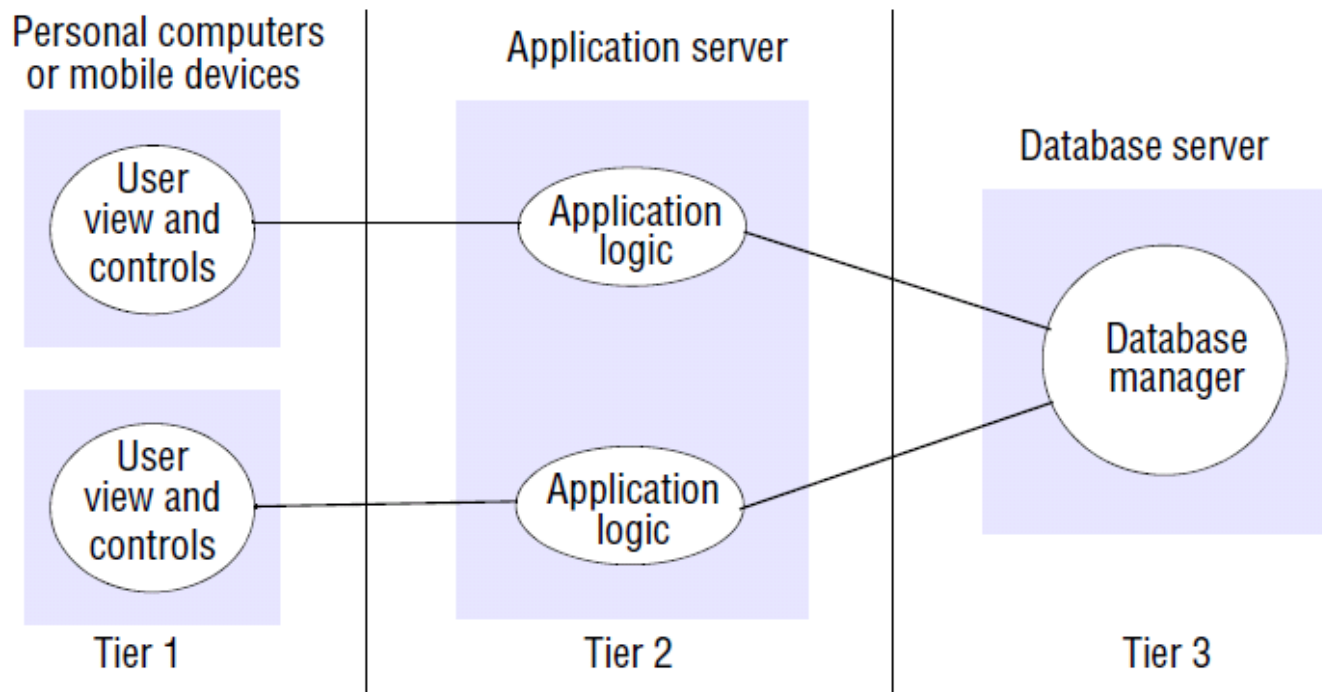 Personal computers
or mobile devices
User
view and
controls
User
view and
controls
Tier 1
Application server
Application
logic
Application
logic
Tier 2
Database server
Database
manager
Tier 3